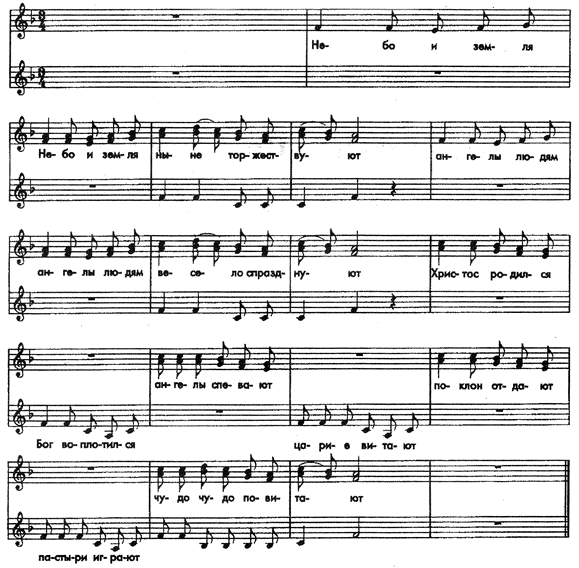 Не- бо и зем- ля
Не-бо и зем-ля ны- не тор-жест- ву- ют ан- ге- лы лю- дям
ан- ге-лы лю-дям ве- се- ло спразд- ну- ют Хрис-тос ро-дил-ся
ан-ге-лы спе-ва-ют по-клон от-да-ют
Бог во-пло-тил-ся ца- ри- е ви-та-ют
чу-до чу-до по-ви- та- ют
па-сты-ри иг-ра-ют